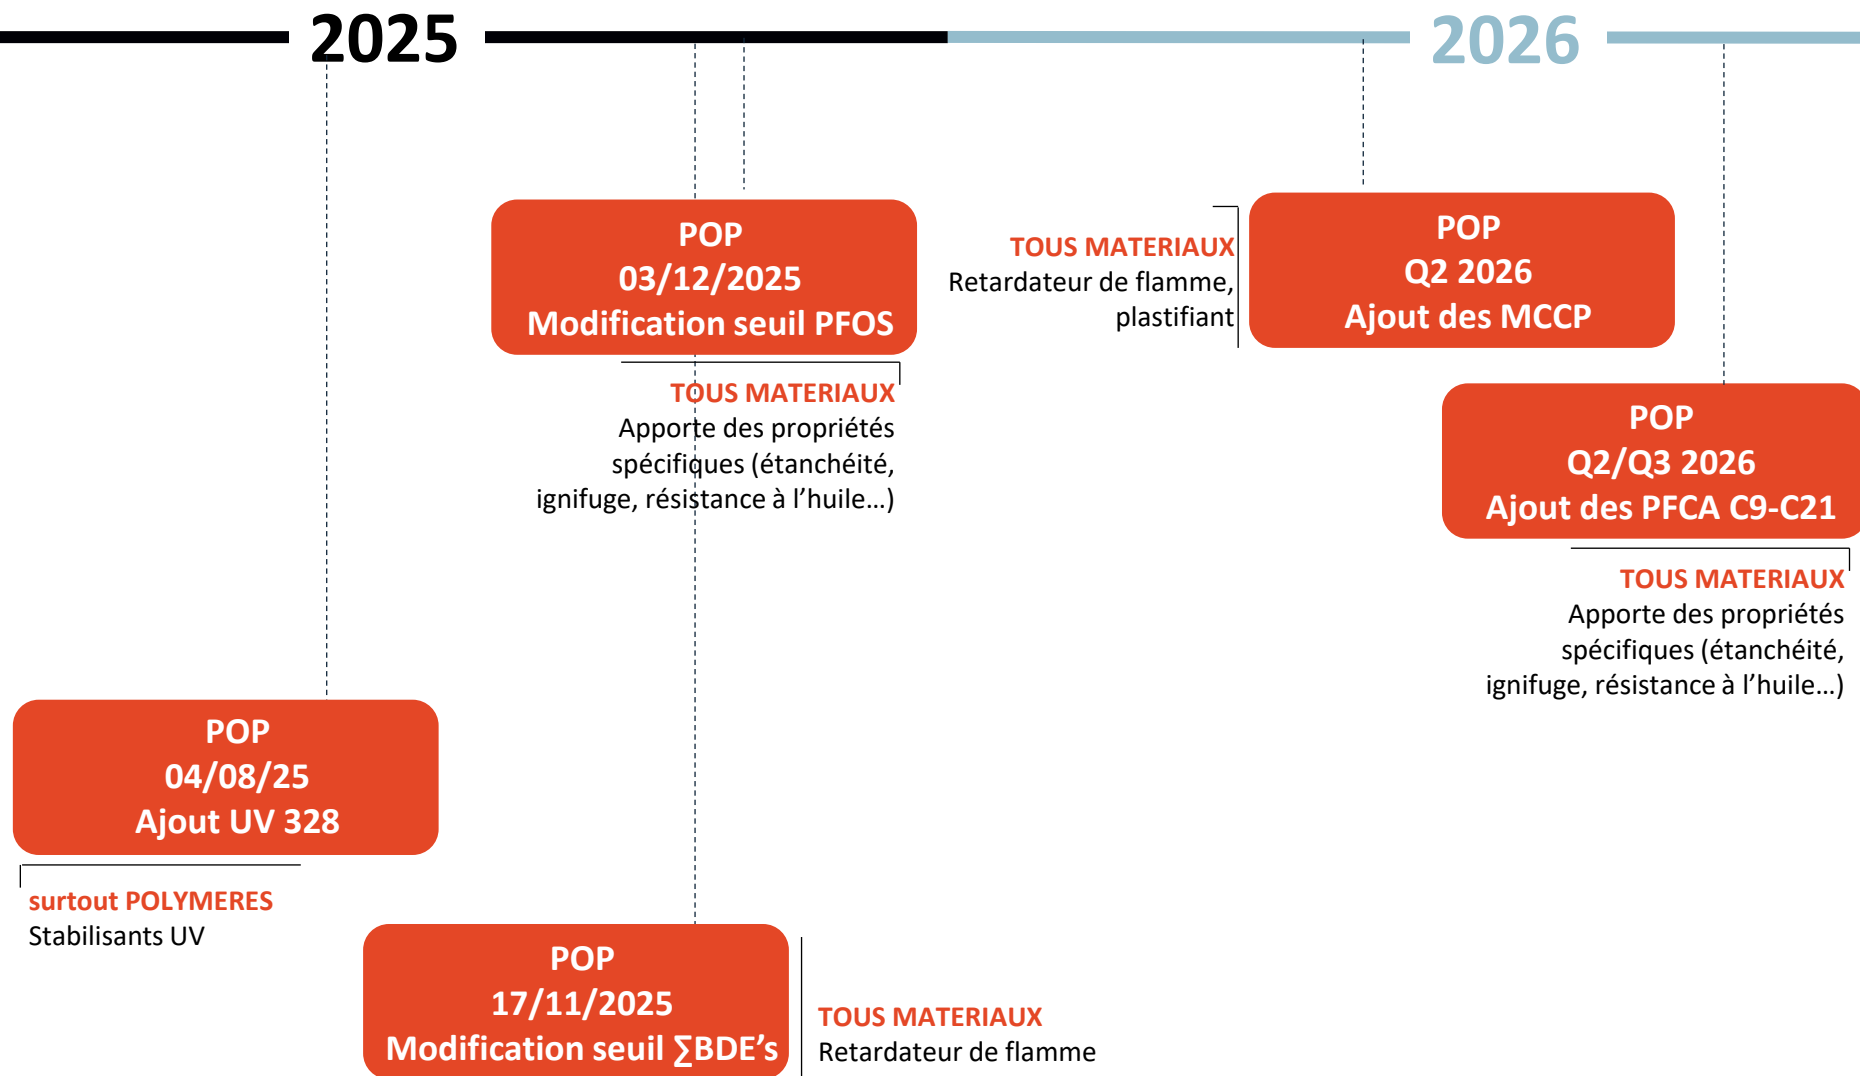 2025
2026
POP
03/12/2025
Modification seuil PFOS
TOUS MATERIAUX
Apporte des propriétés
spécifiques (étanchéité,
ignifuge, résistance à l’huile…)
TOUS MATERIAUX
Retardateur de flamme,
plastifiant
POP
Q2 2026
Ajout des MCCP
POP
Q2/Q3 2026
Ajout des PFCA C9-C21
TOUS MATERIAUX
Apporte des propriétés
spécifiques (étanchéité,
ignifuge, résistance à l’huile…)
POP
04/08/25
Ajout UV 328
surtout POLYMERES
Stabilisants UV
POP
17/11/2025
Modification seuil ∑BDE’s
TOUS MATERIAUX
Retardateur de flamme